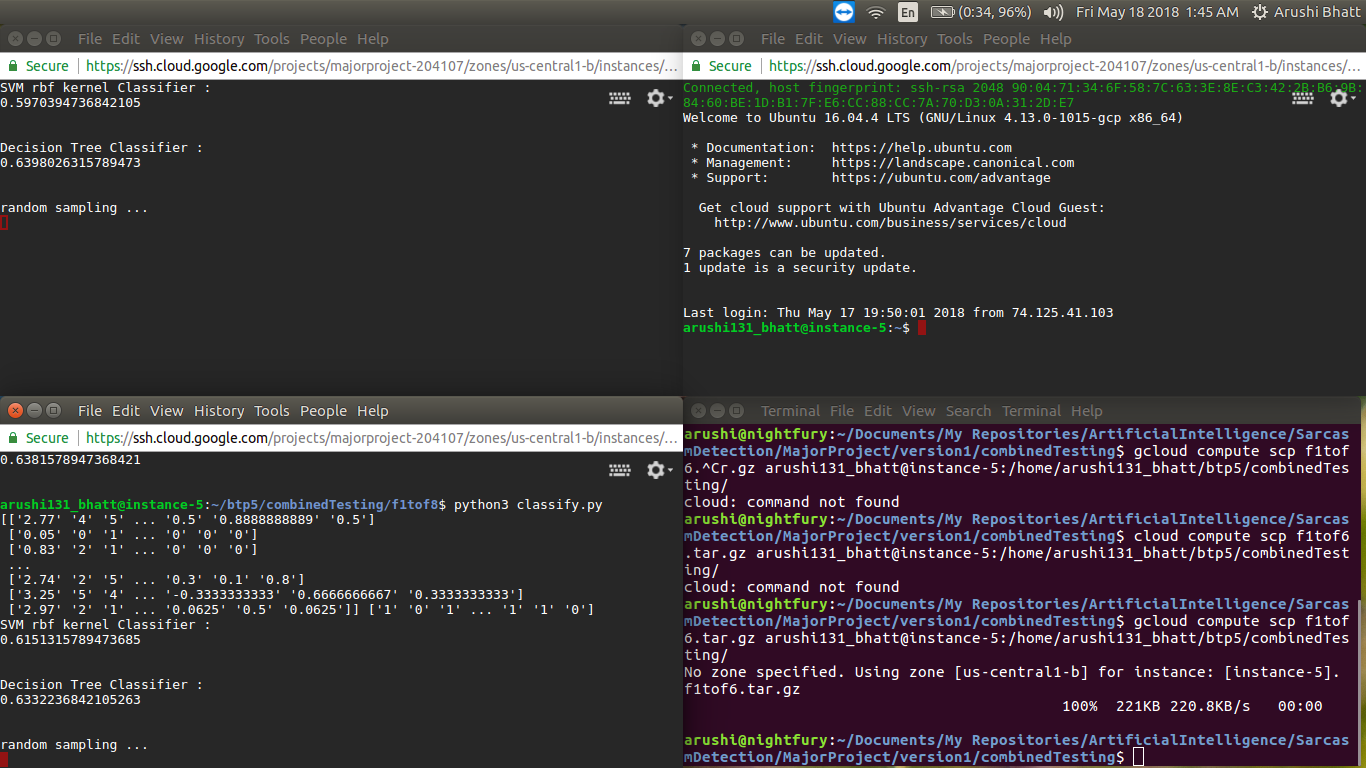 En (0:34, 96%) Fri May 18 2018 1:45 AM Arushi Bhatt
File Edit View History Tools People Help
Secure https://ssh.cloud.google.com/projects/majorproject-204107/zones/us-central1-b/instances/...
SVM rbf kernel Classifier :
0.5970394736842105
Decision Tree Classifier :
0.6398026315789473
random sampling ...
File Edit View History Tools People Help
Secure https://ssh.cloud.google.com/projects/majorproject-204107/zones/us-central1-b/instances/...
Connected, host fingerprint: ssh-rsa 2048 90:04:71:34:6F:58:7C:63:3E:8E:C3:42:2B:B6:9B:
84:60:BE:1D:B1:7F:E6:CC:88:CC:7A:70:D3:0A:31:2D:E7
Welcome to Ubuntu 16.04.4 LTS (GNU/Linux 4.13.0-1015-gcp x86_64)
* Documentation: https://help.ubuntu.com
* Management: https://landscape.canonical.com
* Support: https://ubuntu.com/advantage
Get cloud support with Ubuntu Advantage Cloud Guest:
http://www.ubuntu.com/business/services/cloud
7 packages can be updated.
1 update is a security update.
Last login: Thu May 17 19:50:01 2018 from 74.125.41.103
arushi131_bhatt@instance-5:~$
File Edit View History Tools People Help
Secure https://ssh.cloud.google.com/projects/majorproject-204107/zones/us-central1-b/instances/...
0.6381578947368421
arushi131_bhatt@instance-5:~/btp5/combinedTesting/f1tof8$ python3 classify.py
[['2.77' '4' '5' ... '0.5' '0.8888888889' '0.5']
['0.05' '0' '1' ... '0' '0' '0']
['0.83' '2' '1' ... '0' '0' '0']
...
['2.74' '2' '5' ... '0.3' '0.1' '0.8']
['3.25' '5' '4' ... '-0.3333333333' '0.6666666667' '0.3333333333']
['2.97' '2' '1' ... '0.0625' '0.5' '0.0625']] ['1' '0' '1' ... '1' '1' '0']
SVM rbf kernel Classifier :
0.6151315789473685
Decision Tree Classifier :
0.6332236842105263
random sampling ...
Terminal File Edit View Search Terminal Help
arushi@nightfury:~/Documents/My Repositories/ArtificialIntelligence/Sarcas
mDetection/MajorProject/version1/combinedTesting$ gcloud compute scp f1tof
6.^Cr.gz arushi131_bhatt@instance-5:/home/arushi131_bhatt/btp5/combinedTes
ting/
cloud: command not found
arushi@nightfury:~/Documents/My Repositories/ArtificialIntelligence/Sarcas
mDetection/MajorProject/version1/combinedTesting$ cloud compute scp f1tof6
.tar.gz arushi131_bhatt@instance-5:/home/arushi131_bhatt/btp5/combinedTest
ing/
cloud: command not found
arushi@nightfury:~/Documents/My Repositories/ArtificialIntelligence/Sarcas
mDetection/MajorProject/version1/combinedTesting$ gcloud compute scp f1tof
6.tar.gz arushi131_bhatt@instance-5:/home/arushi131_bhatt/btp5/combinedTes
ting/
No zone specified. Using zone [us-central1-b] for instance: [instance-5].
f1tof6.tar.gz
100% 221KB 220.8KB/s 00:00
arushi@nightfury:~/Documents/My Repositories/ArtificialIntelligence/Sarcas
mDetection/MajorProject/version1/combinedTesting$